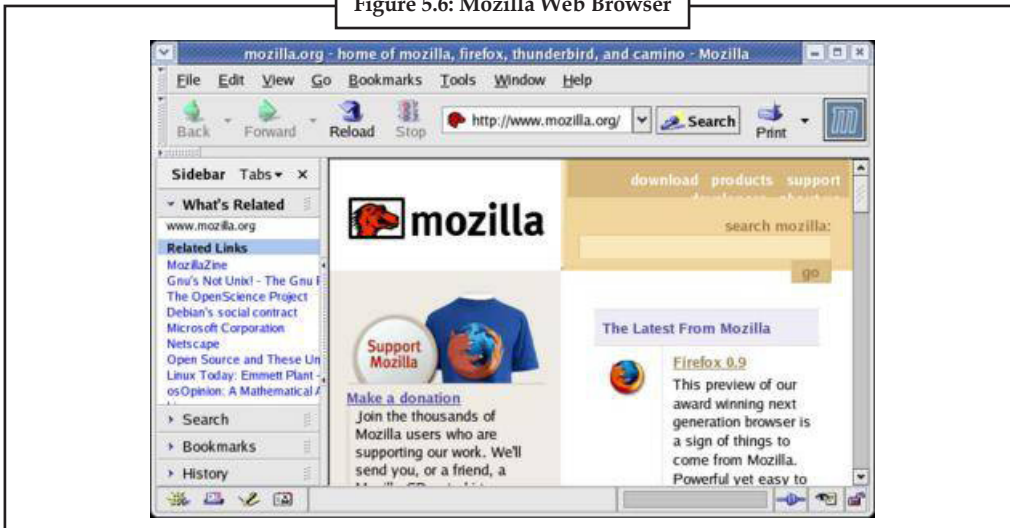 Figure 5.6: Mozilla Web Browser
mozilla.org - home of mozilla, firefox, thunderbird, and camino - Mozilla
File Edit View Go Bookmarks Tools Window Help
Back Forward Reload Stop http://www.mozilla.org/ Search Print
Sidebar Tabs
What's Related
www.mozilla.org
Related Links
MozillaZine
Gnu's Not Unix! - The Gnu
The OpenScience Project
Debian's social contract
Microsoft Corporation
Netscape
Open Source and These Un
Linux Today: Emmett Plant -
osOpinion: A Mathematical
Search
Bookmarks
History
mozilla
download products support
search mozilla:
go
Support
Mozilla
Make a donation
Join the thousands of
Mozilla users who are
supporting our work. We'll
send you, or a friend, a
The Latest From Mozilla
Firefox 0.9
This preview of our
award winning next
generation browser is
a sign of things to
come from Mozilla.
Powerful yet easy to